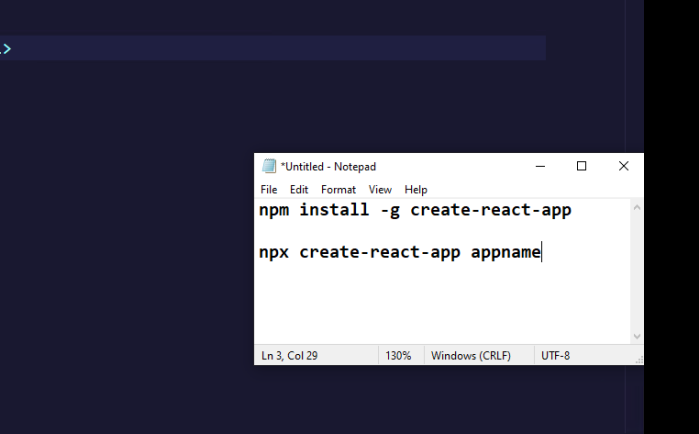 >
*Untitled - Notepad
File Edit Format View Help
npm install -g create-react-app
npx create-react-app appname
Ln 3, Col 29 130% Windows (CRLF) UTF-8